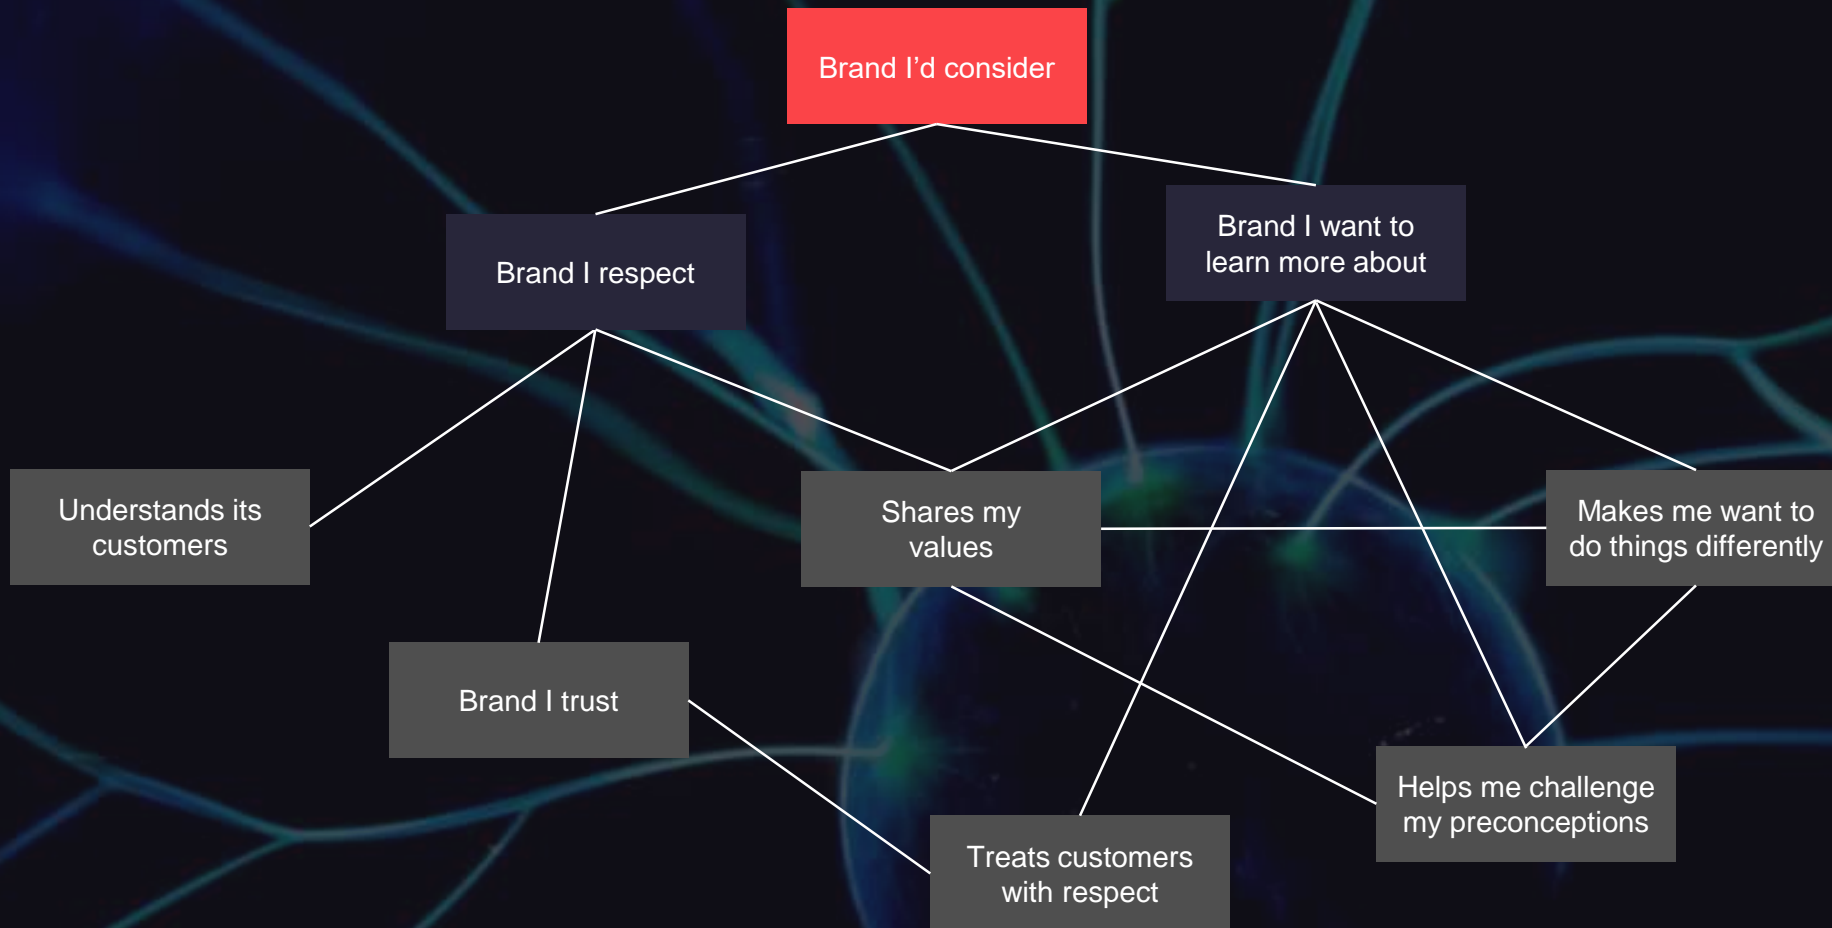 Brand I’d consider
Brand I respect
Brand I want to
learn more about
Understands its
customers
Shares my
values
Makes me want to
do things differently
Brand I trust
Helps me challenge
my preconceptions
Treats customers
with respect